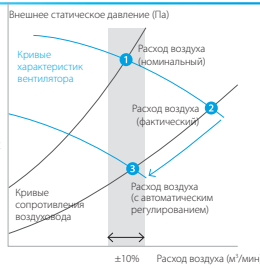 Внешнее статическое давление (Па)
Кривые
характеристик
вентилятора
1
Расход воздуха
(номинальный)
Расход воздуха
(фактический)
2
3
Расход воздуха
(с автоматическим
регулированием)
Кривые
сопротивления
воздуховода
±10%
Расход воздуха (м³/мин)